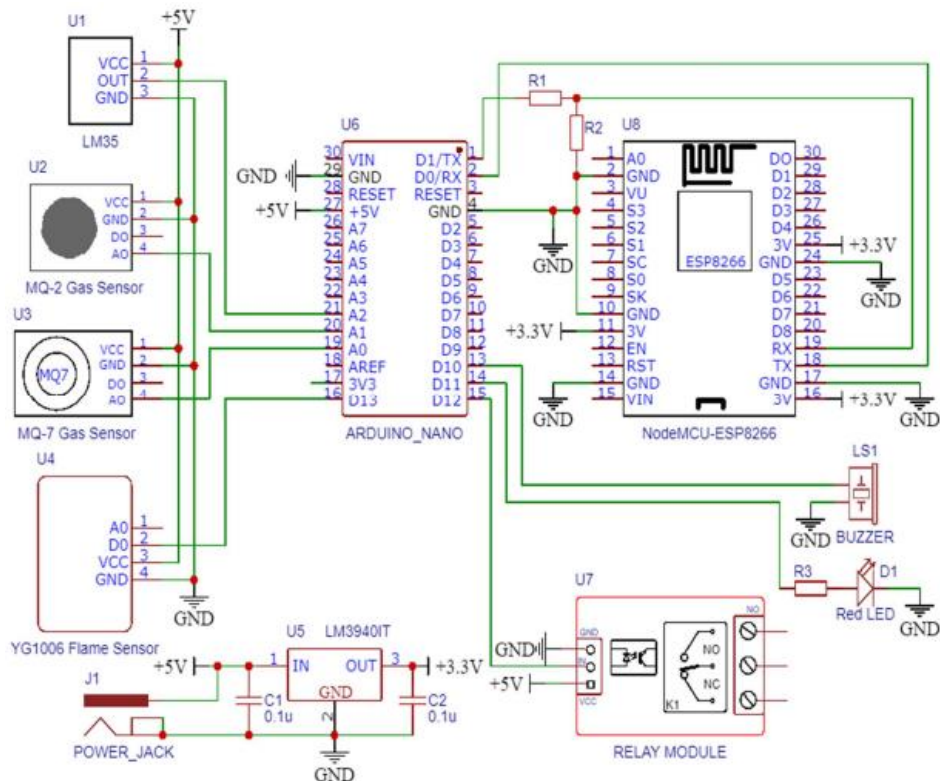 +5V
U1
VCC 1
OUT 2
GND 3
LM35
U2
VCC 1
GND 2
DO 3
AO 4
MQ-2 Gas Sensor
U3
MQ7
VCC 1
GND 2
DO 3
AO 4
MQ-7 Gas Sensor
U4
A0 1
D0 2
VCC 3
GND 4
GND
YG1006 Flame Sensor
U6
GND
+5V
30 VIN D1/TX 1
29 GND D0/RX 2
28 RESET RESET 3
27 +5V GND 4
26 A7 D2 5
25 A6 D3 6
24 A5 D4 7
23 A4 D5 8
22 A3 D6 9
21 A2 D7 10
20 A1 D8 11
19 A0 D9 12
18 AREF D10 13
17 3V3 D11 14
16 D13 D12 15
ARDUINO_NANO
R1
R2
GND
+3.3V
GND
U8
ESP8266
1 A0 D0 30
2 GND D1 29
3 VU D2 28
4 S3 D3 27
5 S2 D4 26
6 S1 3V 25
7 SC GND 24
8 S0 D5 23
9 SK D6 22
10 GND D7 21
11 3V D8 20
12 EN RX 19
13 RST TX 18
14 GND GND 17
15 VIN 3V 16
+3.3V
GND
+3.3V
GND
NodeMCU-ESP8266
LS1
GND
BUZZER
R3
D1
Red LED
GND
U7
GND
+5V
GND
IN
VCC
NO
NC
K1
NO
RELAY MODULE
U5
LM3940IT
+5V
1 IN OUT 3
GND
2
+3.3V
C1
0.1u
C2
0.1u
GND
J1
POWER_JACK